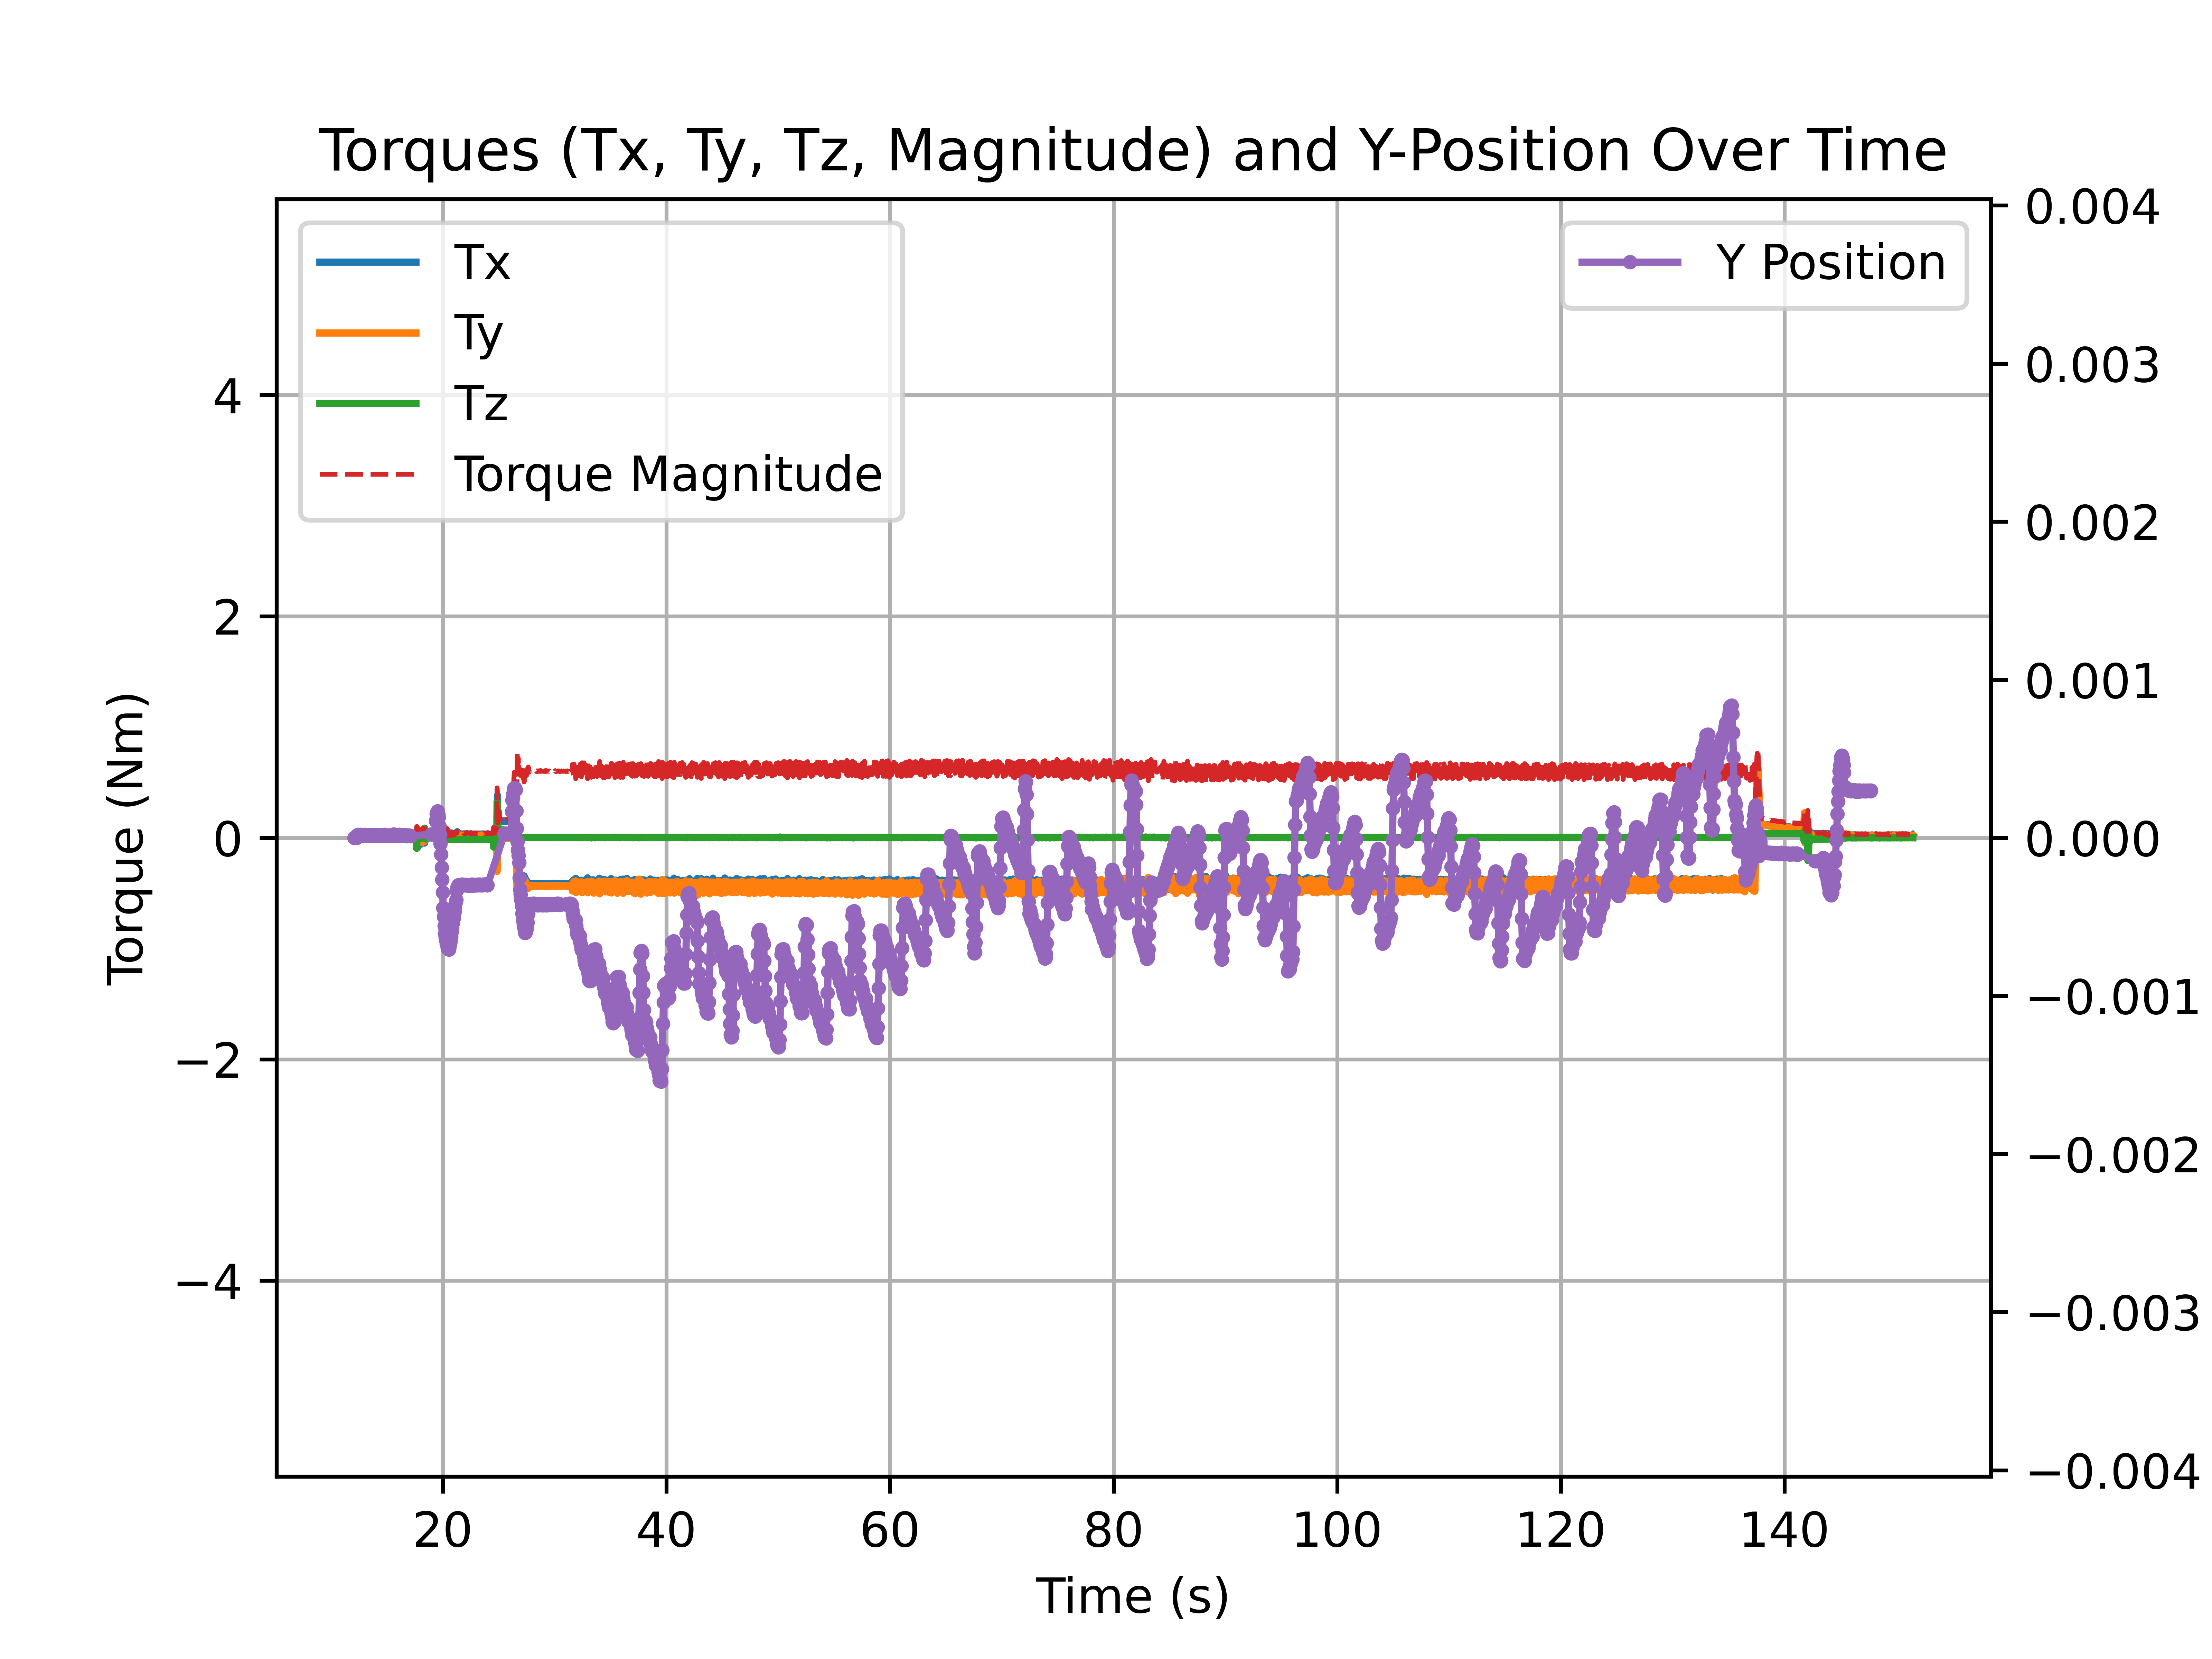 Torques (Tx, Ty, Tz, Magnitude) and Y-Position Over Time
Tx
Ty
Tz
Torque Magnitude
Y Position
Torque (Nm)
4
2
0
−2
−4
0.004
0.003
0.002
0.001
0.000
−0.001
−0.002
−0.003
−0.004
20 40 60 80 100 120 140
Time (s)